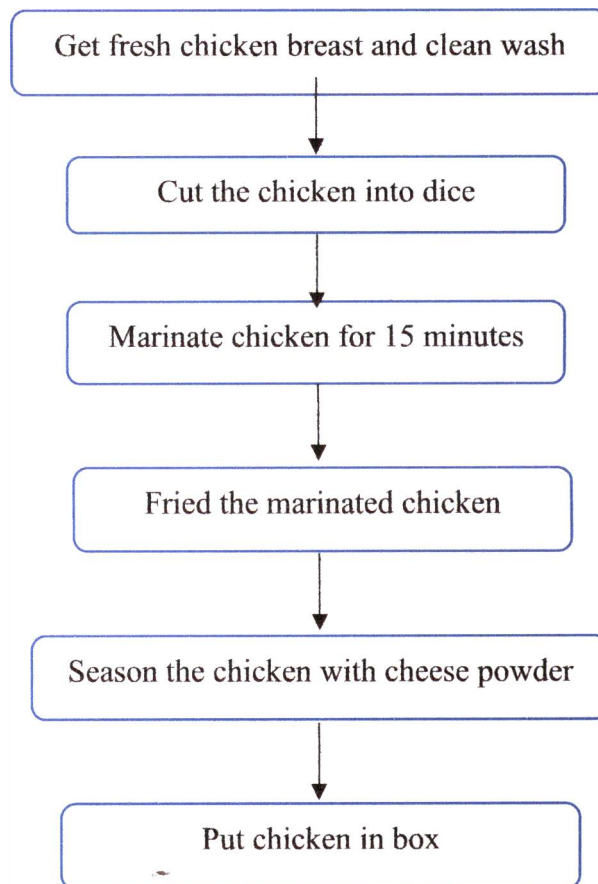 Get fresh chicken breast and clean wash
Cut the chicken into dice
Marinate chicken for 15 minutes
Fried the marinated chicken
Season the chicken with cheese powder
Put chicken in box